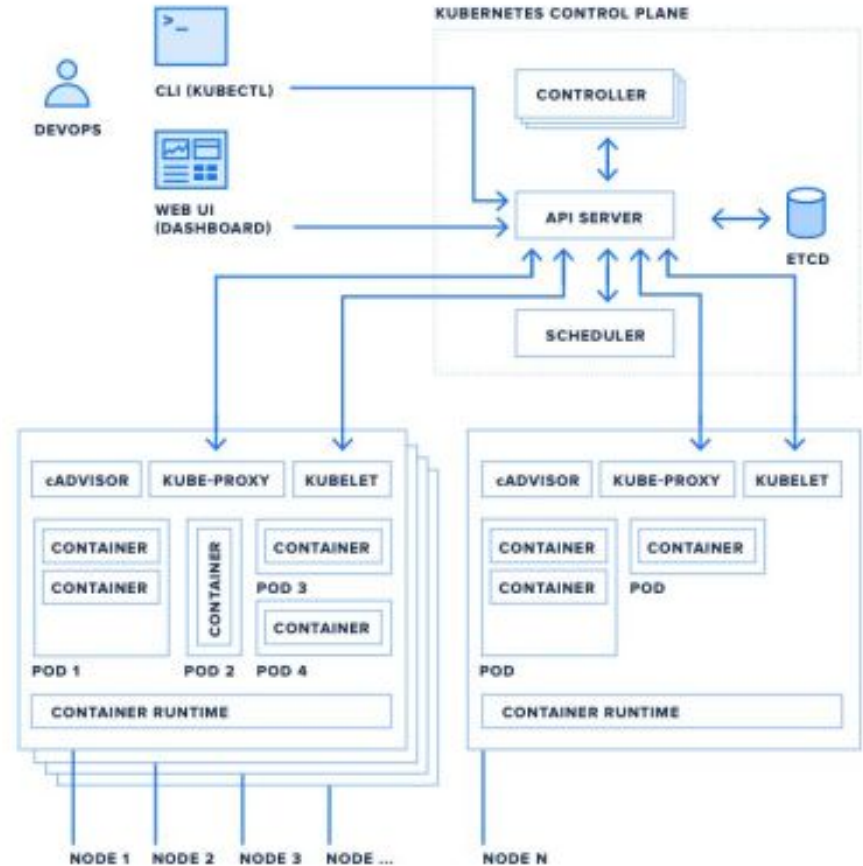 KUBERNETES CONTROL PLANE
>_
CLI (KUBECTL)
DEVOPS
WEB UI
(DASHBOARD)
CONTROLLER
API SERVER
ETCD
SCHEDULER
cADVISOR
KUBE-PROXY
KUBELET
CONTAINER
CONTAINER
POD 1
CONTAINER
POD 2
CONTAINER
POD 3
CONTAINER
POD 4
CONTAINER RUNTIME
NODE 1
NODE 2
NODE 3
NODE ...
cADVISOR
KUBE-PROXY
KUBELET
CONTAINER
CONTAINER
POD
CONTAINER
POD
CONTAINER RUNTIME
NODE N